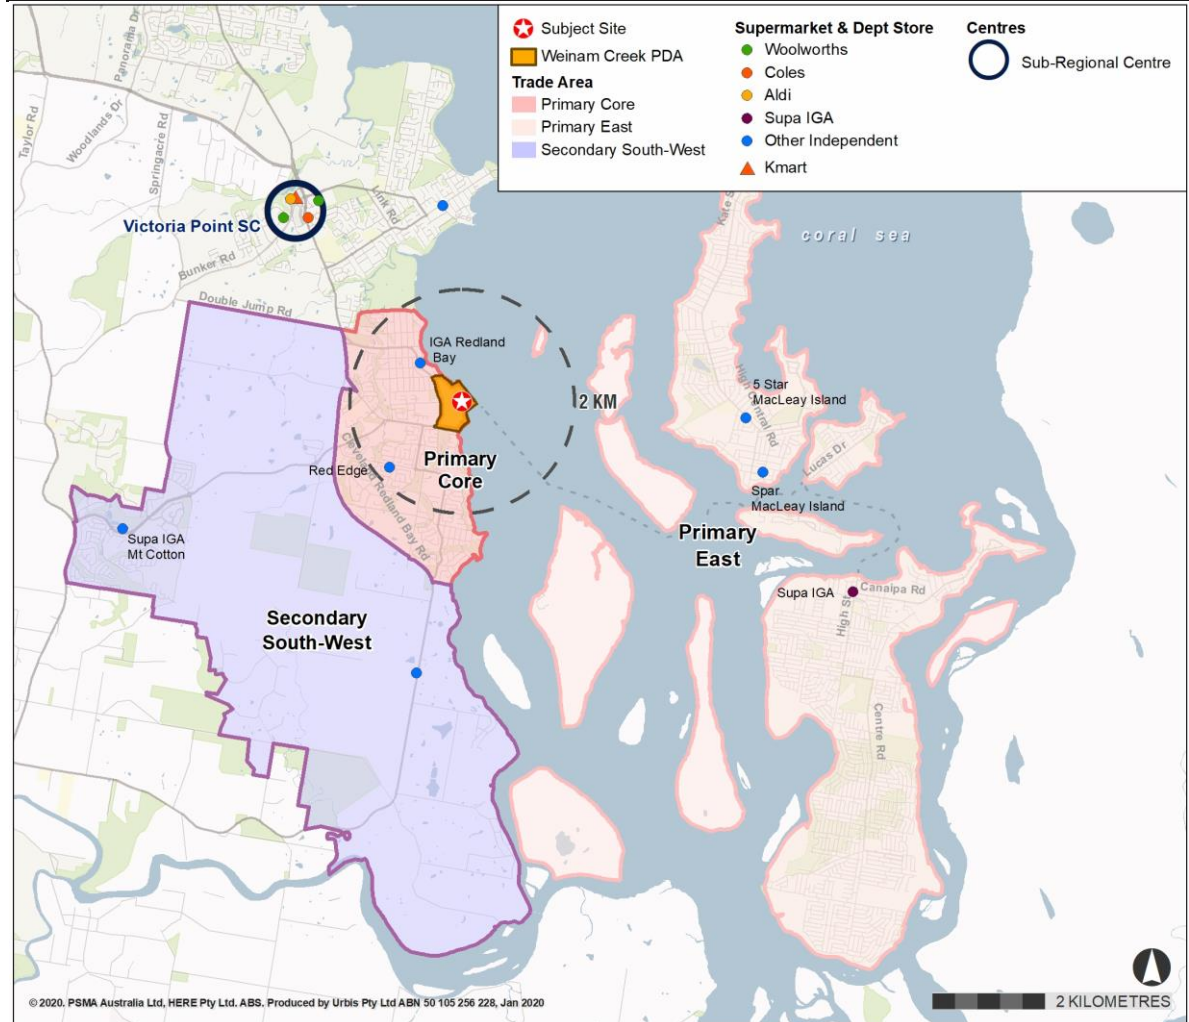 Subject Site
Weinam Creek PDA
Trade Area
Primary Core
Primary East
Secondary South-West
Supermarket & Dept Store
Woolworths
Coles
Aldi
Supa IGA
Other Independent
Kmart
Centres
Sub-Regional Centre
Panorama Dr
Taylor Rd
Woodlands Dr
Springacre Rd
Link Rd
Victoria Point SC
Bunker Rd
Double Jump Rd
coral sea
IGA Redland
Bay
2 KM
5 Star
MacLeay Island
High Central Rd
Lucas Dr
Primary
Core
Red Edge
Cleveland Redland Bay Rd
Spar
MacLeay Island
Primary
East
Supa IGA
Mt Cotton
Supa IGA
Canaipa Rd
High St
Secondary
South-West
Centre Rd
© 2020. PSMA Australia Ltd, HERE Pty Ltd. ABS. Produced by Urbis Pty Ltd ABN 50 105 256 228, Jan 2020
2 KILOMETRES